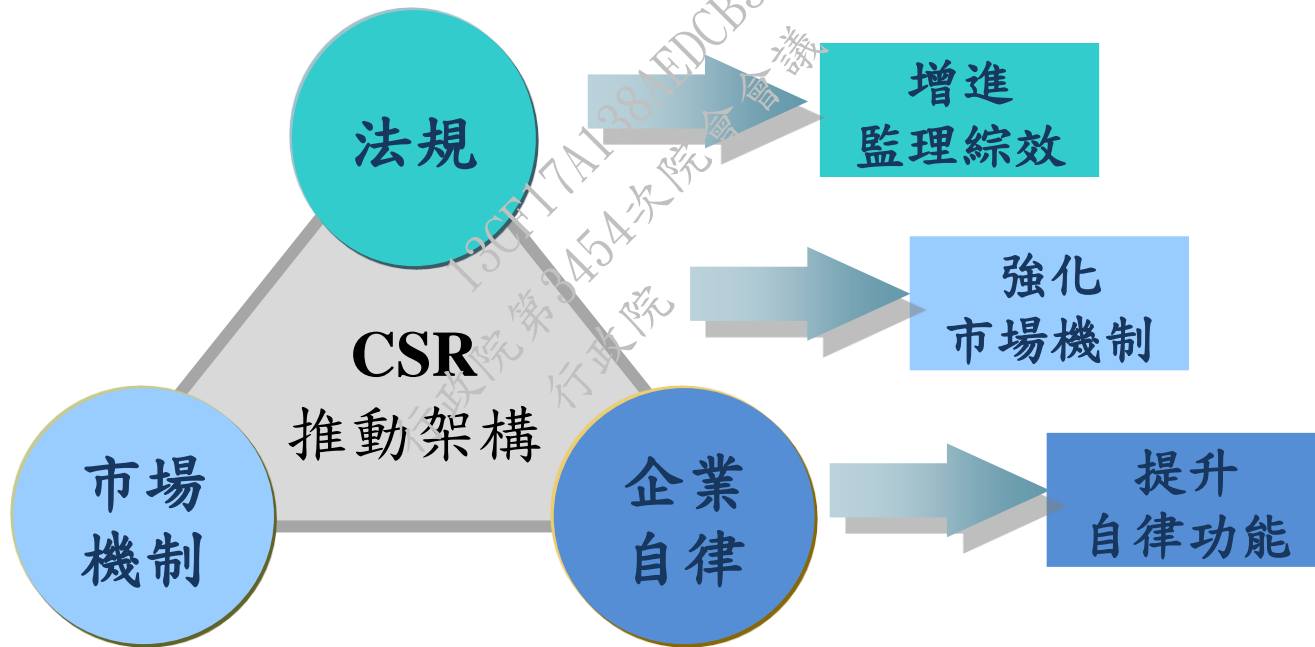 法規
增進
監理綜效
強化
市場機制
CSR
推動架構
市場
機制
企業
自律
提升
自律功能
行政院第3454次院會會議
行政院